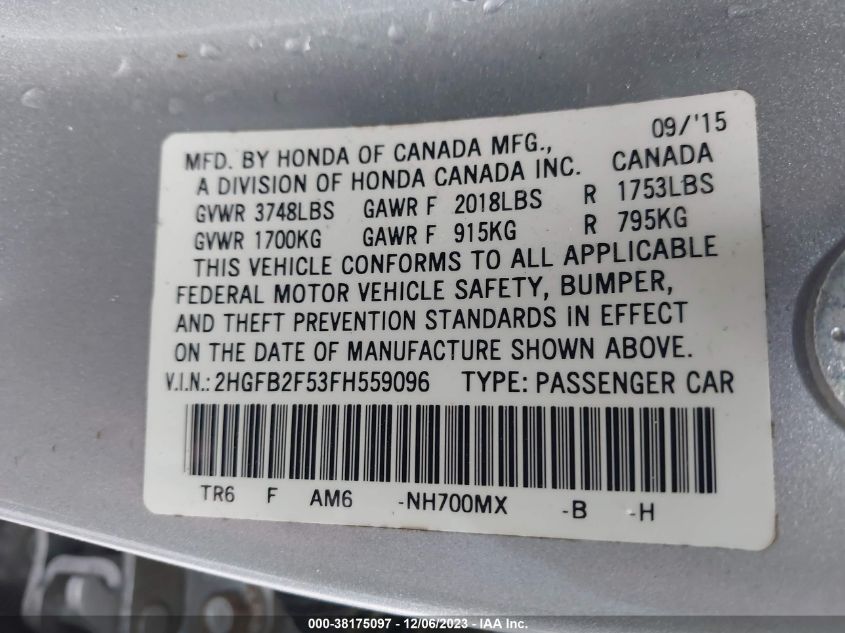 09/'15
MFD. BY HONDA OF CANADA MFG.,
A DIVISION OF HONDA CANADA INC. CANADA
GVWR 3748LBS GAWR F 2018LBS R 1753LBS
GVWR 1700KG GAWR F 915KG R 795KG
THIS VEHICLE CONFORMS TO ALL APPLICABLE
FEDERAL MOTOR VEHICLE SAFETY, BUMPER,
AND THEFT PREVENTION STANDARDS IN EFFECT
ON THE DATE OF MANUFACTURE SHOWN ABOVE.
V.I.N.: 2HGFB2F53FH559096 TYPE: PASSENGER CAR
TR6 F AM6 -NH700MX -B -H
000-38175097 - 12/06/2023 - IAA Inc.